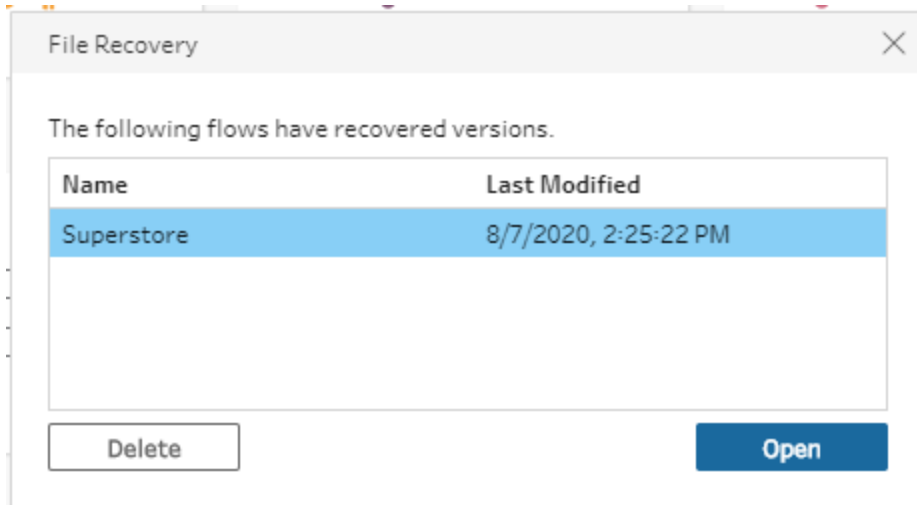 File Recovery
The following flows have recovered versions.
Name Last Modified
Superstore 8/7/2020, 2:25:22 PM
Delete Open